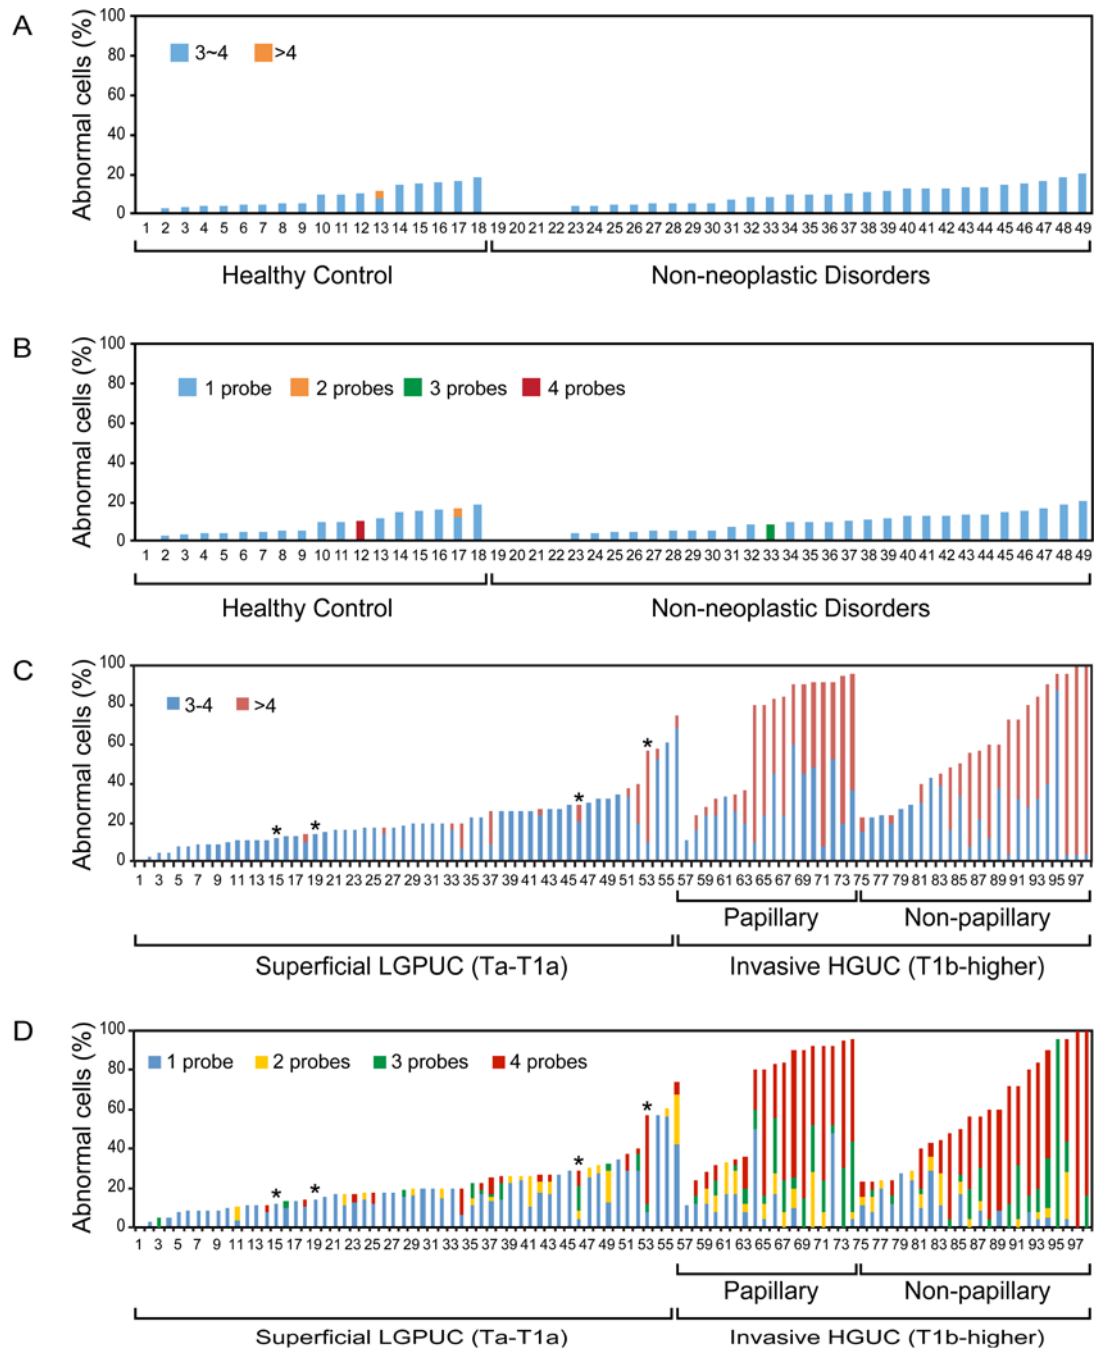 A
Abnormal cells (%)
100
80
60
40
20
0
3~4 >4
1 2 3 4 5 6 7 8 9 10 11 12 13 14 15 16 17 18 19 20 21 22 23 24 25 26 27 28 29 30 31 32 33 34 35 36 37 38 39 40 41 42 43 44 45 46 47 48 49
Healthy Control Non-neoplastic Disorders
B
Abnormal cells (%)
100
80
60
40
20
0
1 probe 2 probes 3 probes 4 probes
1 2 3 4 5 6 7 8 9 10 11 12 13 14 15 16 17 18 19 20 21 22 23 24 25 26 27 28 29 30 31 32 33 34 35 36 37 38 39 40 41 42 43 44 45 46 47 48 49
Healthy Control Non-neoplastic Disorders
C
Abnormal cells (%)
100
80
60
40
20
0
3-4 >4
* * * *
1 3 5 7 9 11 13 15 17 19 21 23 25 27 29 31 33 35 37 39 41 43 45 47 49 51 53 55 57 59 61 63 65 67 69 71 73 75 77 79 81 83 85 87 89 91 93 95 97
Papillary Non-papillary
Superficial LGPUC (Ta-T1a) Invasive HGUC (T1b-higher)
D
Abnormal cells (%)
100
80
60
40
20
0
1 probe 2 probes 3 probes 4 probes
* * * *
1 3 5 7 9 11 13 15 17 19 21 23 25 27 29 31 33 35 37 39 41 43 45 47 49 51 53 55 57 59 61 63 65 67 69 71 73 75 77 79 81 83 85 87 89 91 93 95 97
Papillary Non-papillary
Superficial LGPUC (Ta-T1a) Invasive HGUC (T1b-higher)